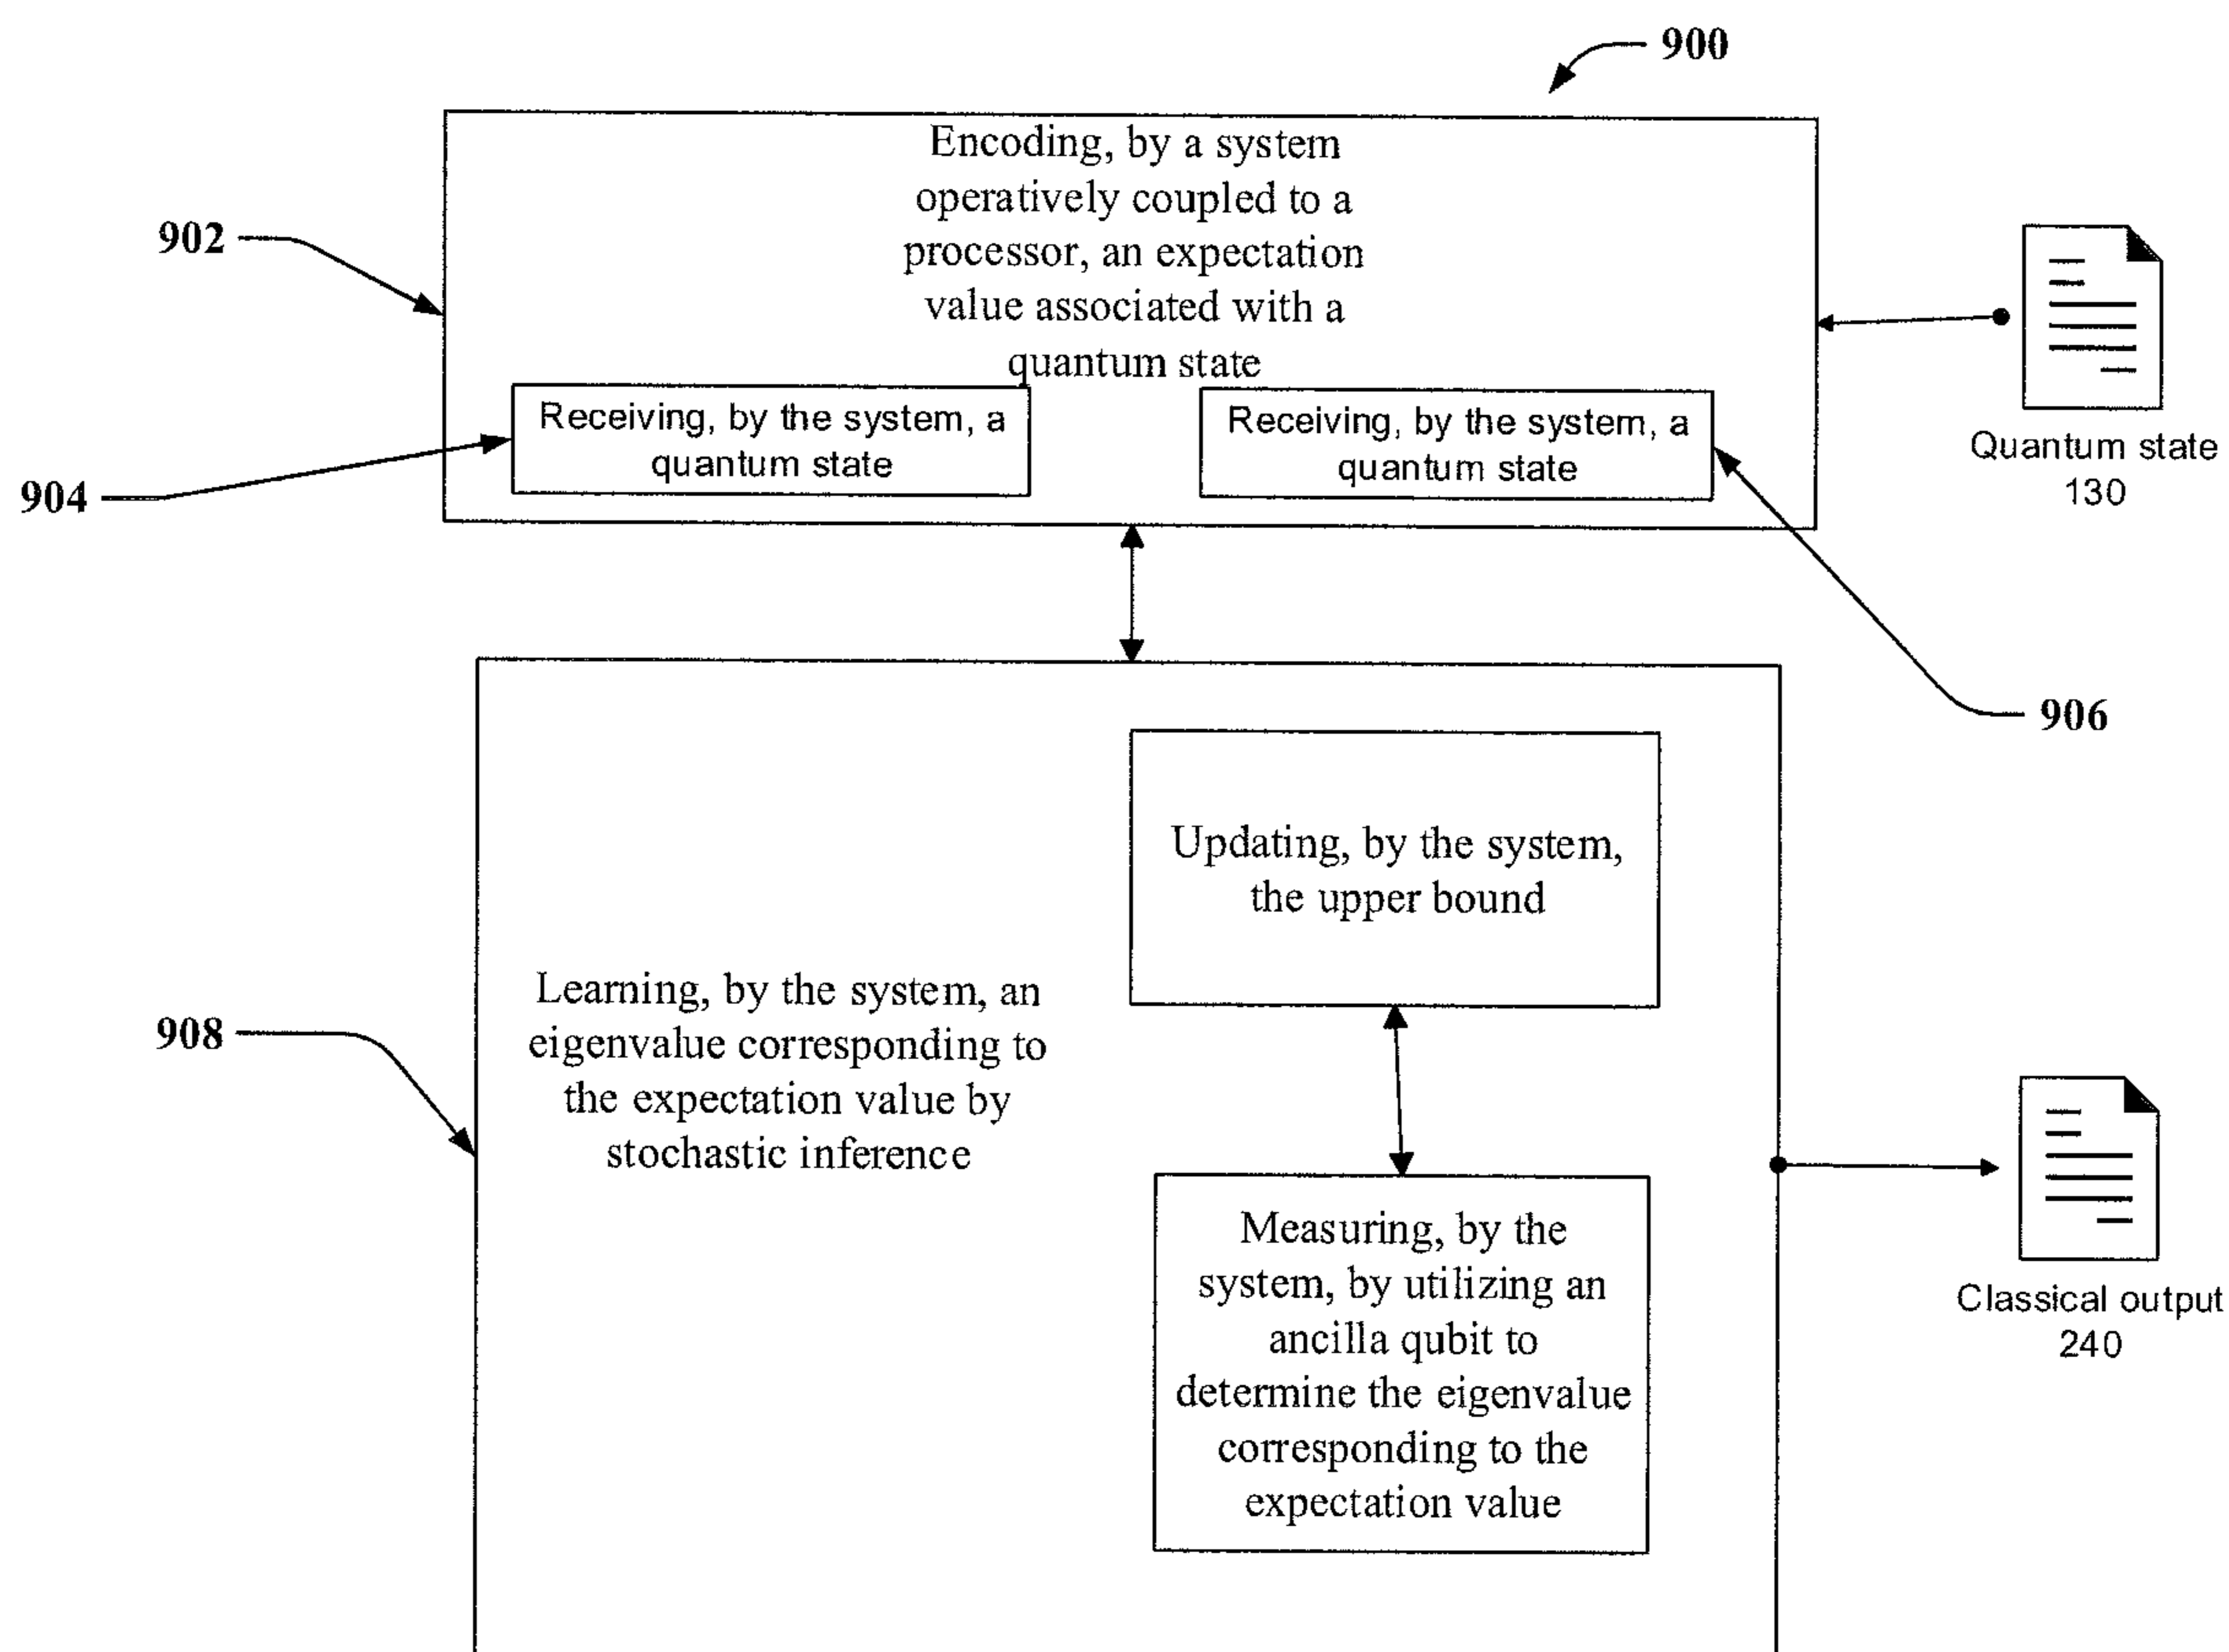 900
Encoding, by a system
operatively coupled to a
processor, an expectation
value associated with a
quantum state
902
Receiving, by the system, a
quantum state
Receiving, by the system, a
quantum state
904
Quantum state
130
906
Updating, by the system,
the upper bound
Learning, by the system, an
eigenvalue corresponding to
the expectation value by
stochastic inference
908
Measuring, by the
system, by utilizing an
ancilla qubit to
determine the eigenvalue
corresponding to the
expectation value
Classical output
240